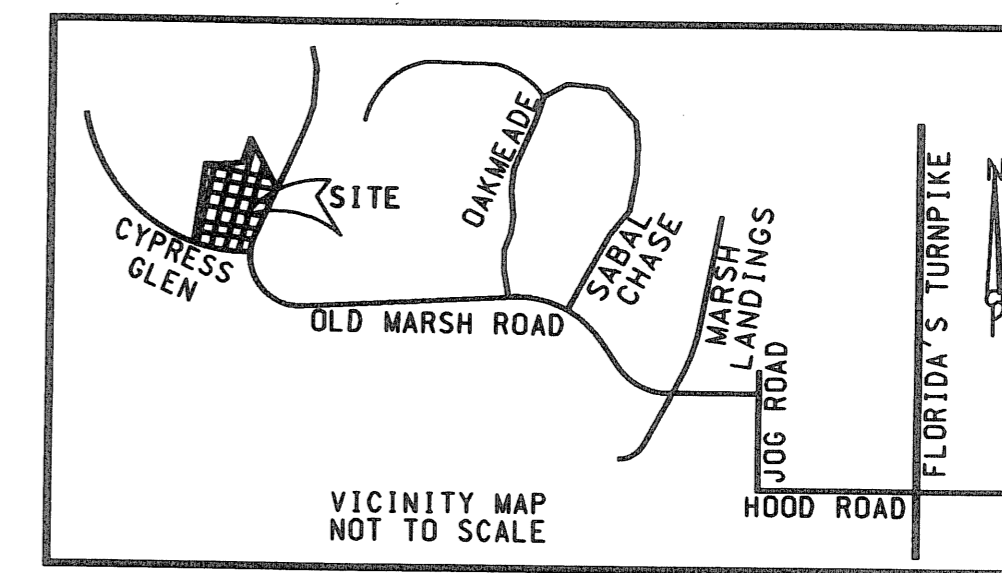 SITE
CYPRESS
GLEN
OAKMEADE
SABAL
CHASE
MARSH
LANDINGS
OLD MARSH ROAD
JOG ROAD
HOOD ROAD
FLORIDA'S TURNPIKE
N
VICINITY MAP
NOT TO SCALE